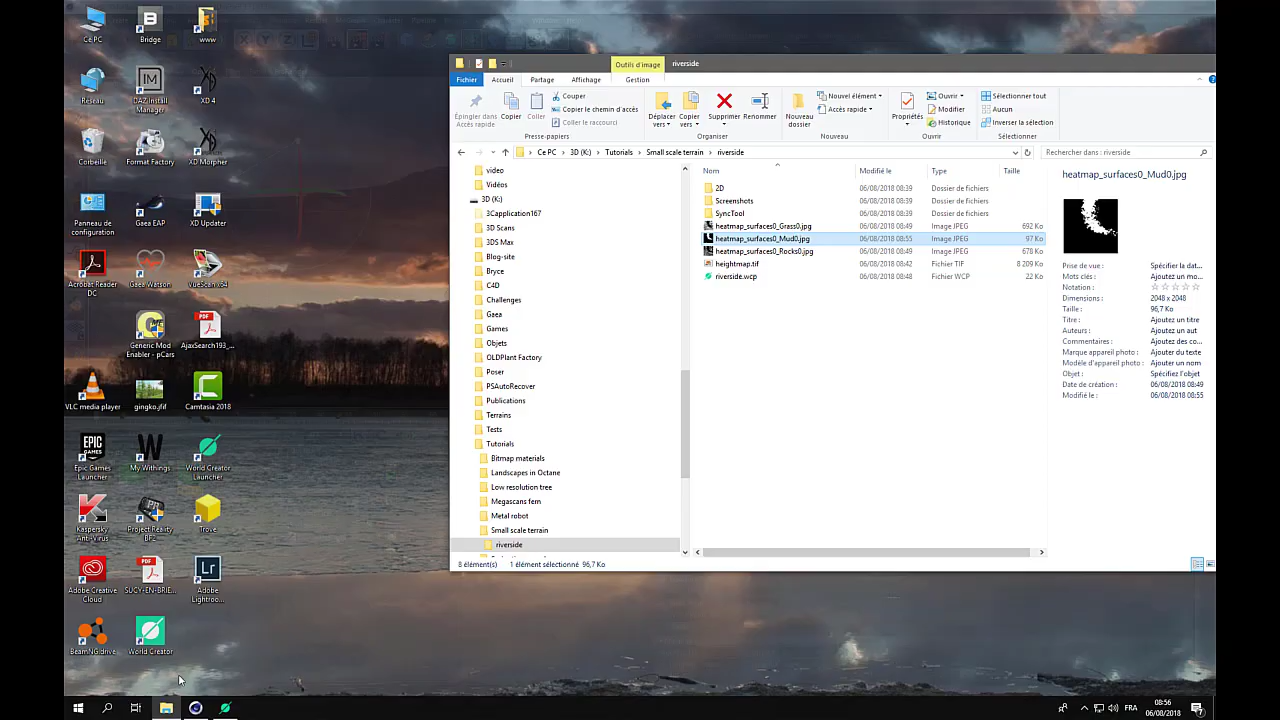 Ce PC
Bridge
www
Réseau
DAZ Install Manager
XD 4
Corbeille
Format Factory
XD Morpher
Panneau de configuration
Gaea EAP
XD Updater
Acrobat Reader DC
Gaea Watson
VueScan x64
Generic Mod Enabler - pCars
AjaxSearch193_...
VLC media player
gingko.jfif
Camtasia 2018
Epic Games Launcher
My Withings
World Creator Launcher
Kaspersky Anti-Virus
Project Reality BF2
Trove
Adobe Creative Cloud
SUCY-EN-BRIE...
Adobe Lightroo...
BeamNG.drive
World Creator
Outils d'image
riverside
Fichier
Accueil
Partage
Affichage
Gestion
Épingler dans Accès rapide
Copier
Coller
Couper
Copier le chemin d'accès
Coller le raccourci
Déplacer vers
Copier vers
Supprimer
Renommer
Nouveau dossier
Nouvel élément
Accès rapide
Propriétés
Ouvrir
Modifier
Historique
Sélectionner tout
Aucun
Inverser la sélection
Presse-papiers
Organiser
Nouveau
Ouvrir
Sélectionner
Ce PC > 3D (K:) > Tutorials > Small scale terrain > riverside
Rechercher dans : riverside
video
Vidéos
3D (K:)
3Capplication167
3D Scans
3DS Max
Blog-site
Bryce
C4D
Challenges
Gaea
Games
Objets
OLDPlant Factory
Poser
PSAutoRecover
Publications
Terrains
Tests
Tutorials
Bitmap materials
Landscapes in Octane
Low resolution tree
Megascans fern
Metal robot
Small scale terrain
riverside
Nom Modifié le Type Taille
2D 06/08/2018 08:39 Dossier de fichiers
Screenshots 06/08/2018 08:39 Dossier de fichiers
SyncTool 06/08/2018 08:39 Dossier de fichiers
heatmap_surfaces0_Grass0.jpg 06/08/2018 08:49 Image JPEG 692 Ko
heatmap_surfaces0_Mud0.jpg 06/08/2018 08:55 Image JPEG 97 Ko
heatmap_surfaces0_Rocks0.jpg 06/08/2018 08:49 Image JPEG 678 Ko
heightmap.tif 06/08/2018 08:42 Fichier TIF 8 209 Ko
riverside.wcp 06/08/2018 08:48 Fichier WCP 22 Ko
heatmap_surfaces0_Mud0.jpg
Prise de vue : Spécifier la dat...
Mots clés : Ajoutez un mo...
Notation :
Dimensions : 2048 x 2048
Taille : 96,7 Ko
Titre : Ajoutez un titre
Auteurs : Ajoutez un aut
Commentaires : Ajoutez des co...
Marque appareil photo : Ajouter du texte
Modèle d'appareil photo : Ajouter un nom
Objet : Spécifiez l'objet
Date de création : 06/08/2018 08:49
Modifié le : 06/08/2018 08:55
8 élément(s) 1 élément sélectionné 96,7 Ko
FRA
08:56
06/08/2018